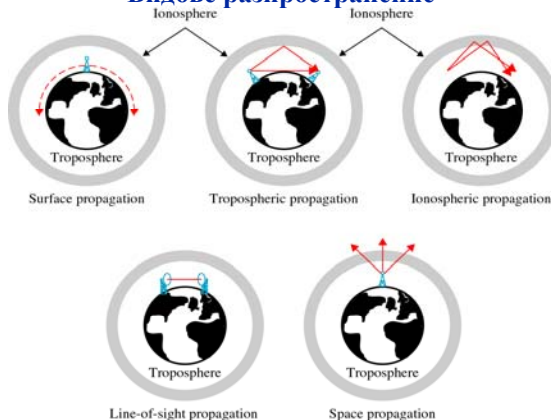 Видове разпространение
Ionosphere Ionosphere
Troposphere Troposphere Troposphere
Surface propagation Tropospheric propagation Ionospheric propagation
Troposphere Troposphere
Line-of-sight propagation Space propagation